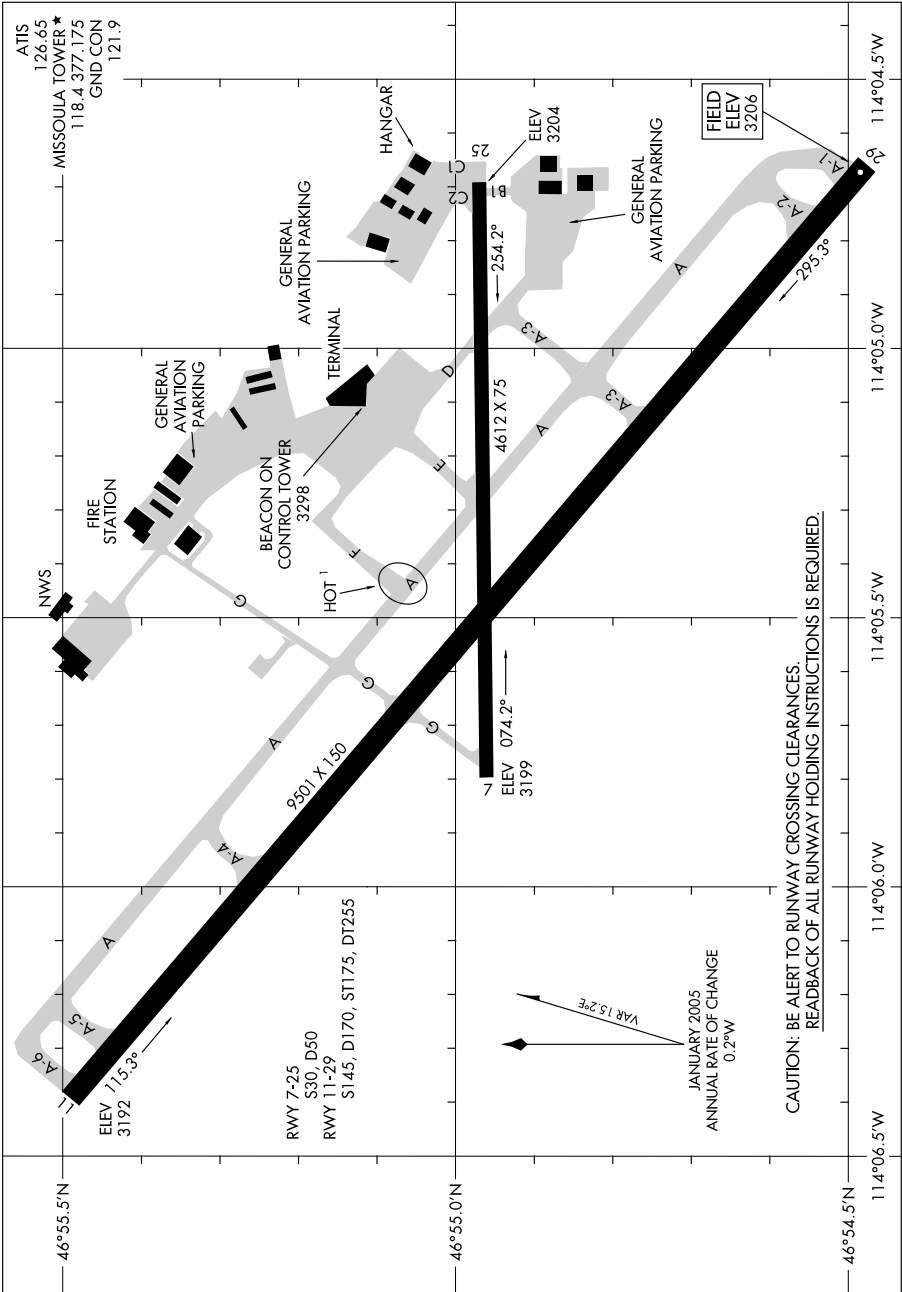 ATIS
126.65
MISSOULA TOWER★
118.4 377.175
GND CON
121.9
NWS
FIRE
STATION
GENERAL
AVIATION
PARKING
TERMINAL
BEACON ON
CONTROL TOWER
3298
GENERAL
AVIATION PARKING
HANGAR
C1
C2
25
B1
ELEV
3204
GENERAL
AVIATION PARKING
FIELD
ELEV
3206
A-1
29
A-2
295.3°
A
254.2°
A-3
A-3
D
4612 X 75
A
E
F
HOT 1
A
G
G
G
7
074.2°
ELEV
3199
A
9501 X 150
A-4
A
A-5
A-6
11
115.3°
ELEV
3192
RWY 7-25
S30, D50
RWY 11-29
S145, D170, ST175, DT255
VAR 15.2°E
JANUARY 2005
ANNUAL RATE OF CHANGE
0.2°W
CAUTION: BE ALERT TO RUNWAY CROSSING CLEARANCES.
READBACK OF ALL RUNWAY HOLDING INSTRUCTIONS IS REQUIRED.
46°55.5'N
46°55.0'N
46°54.5'N
114°06.5'W
114°06.0'W
114°05.5'W
114°05.0'W
114°04.5'W